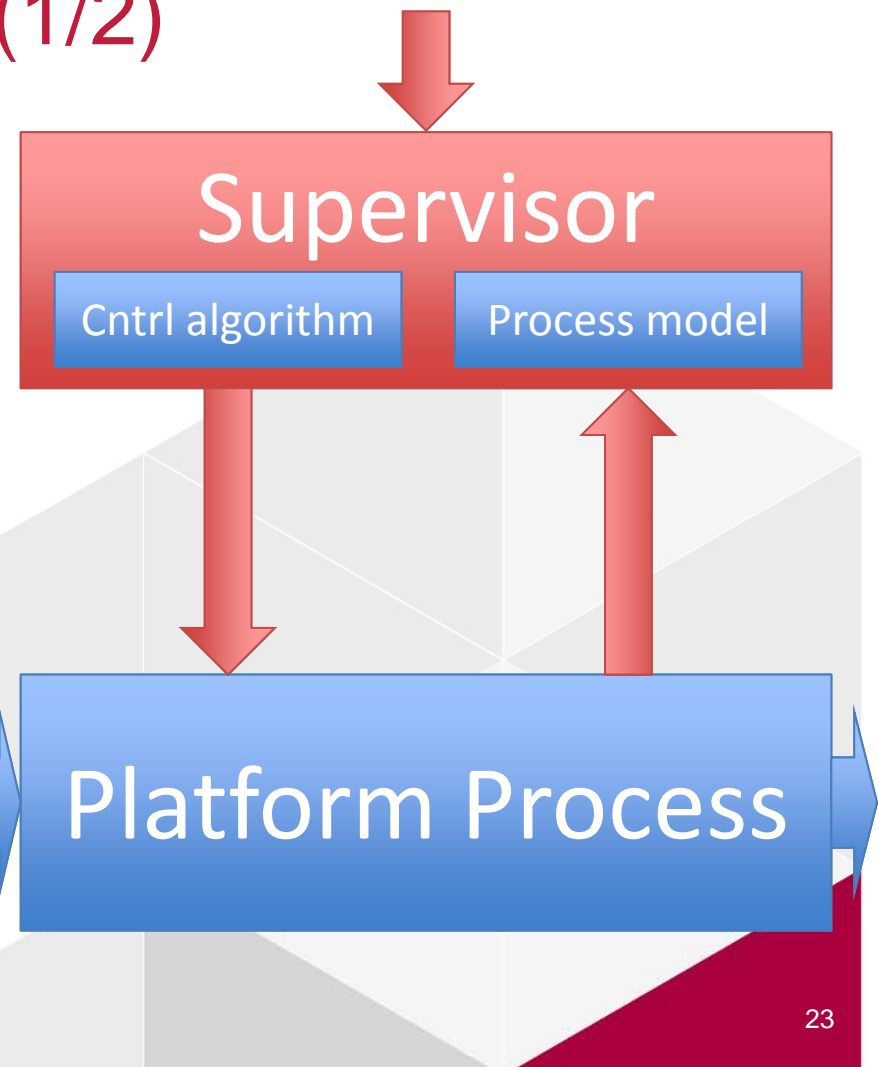 (1/2)
Supervisor
Cntrl algorithm
Process model
Platform Process
23